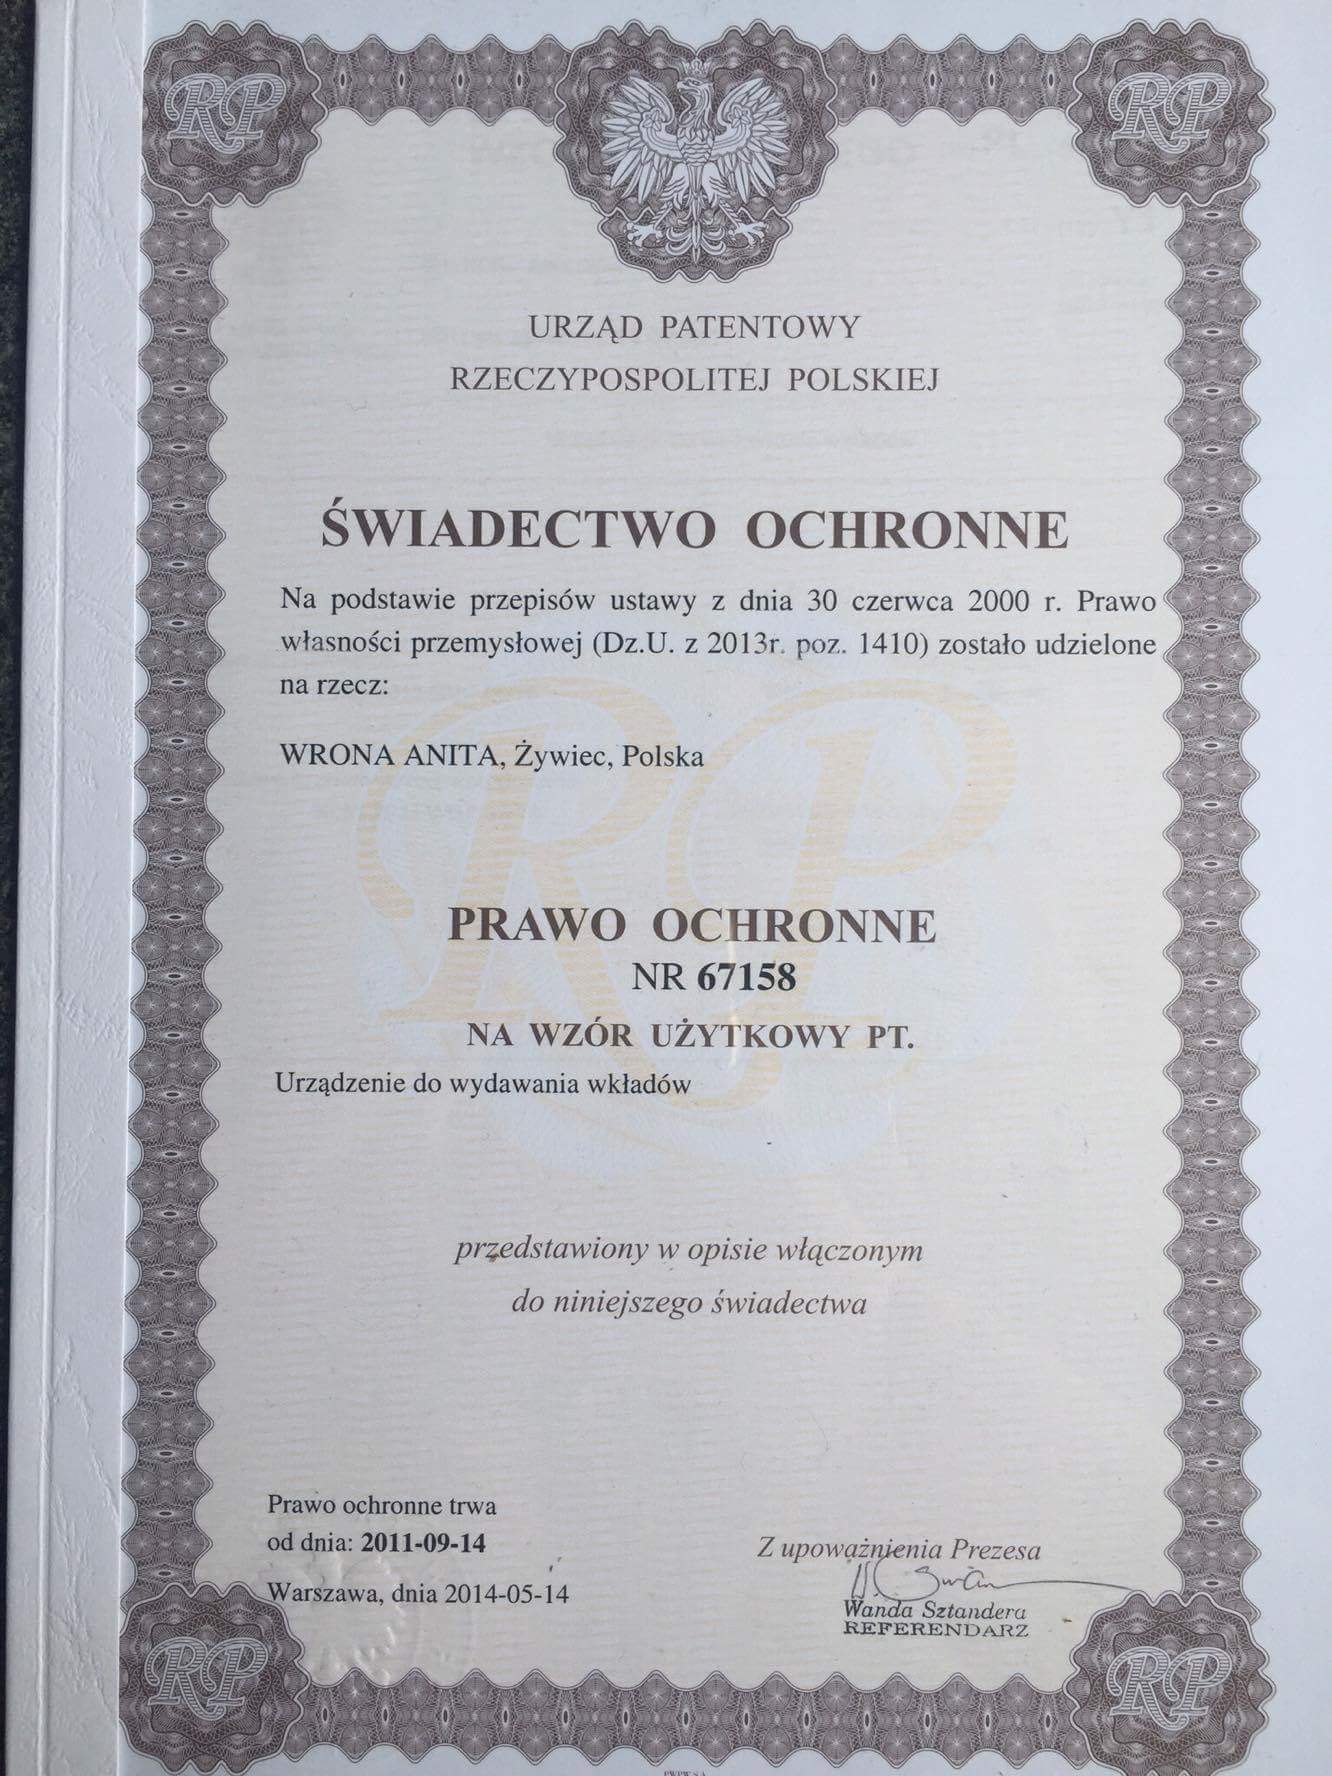 RP
RP
URZĄD PATENTOWY
RZECZYPOSPOLITEJ POLSKIEJ
ŚWIADECTWO OCHRONNE
Na podstawie przepisów ustawy z dnia 30 czerwca 2000 r. Prawo
własności przemysłowej (Dz.U. z 2013r. poz. 1410) zostało udzielone
na rzecz:
WRONA ANITA, Żywiec, Polska
RP
PRAWO OCHRONNE
NR 67158
NA WZÓR UŻYTKOWY PT.
Urządzenie do wydawania wkładów
przedstawiony w opisie włączonym
do niniejszego świadectwa
Prawo ochronne trwa
od dnia: 2011-09-14
Warszawa, dnia 2014-05-14
Z upoważnienia Prezesa
Wanda Sztandera
REFERENDARZ
RP
RP